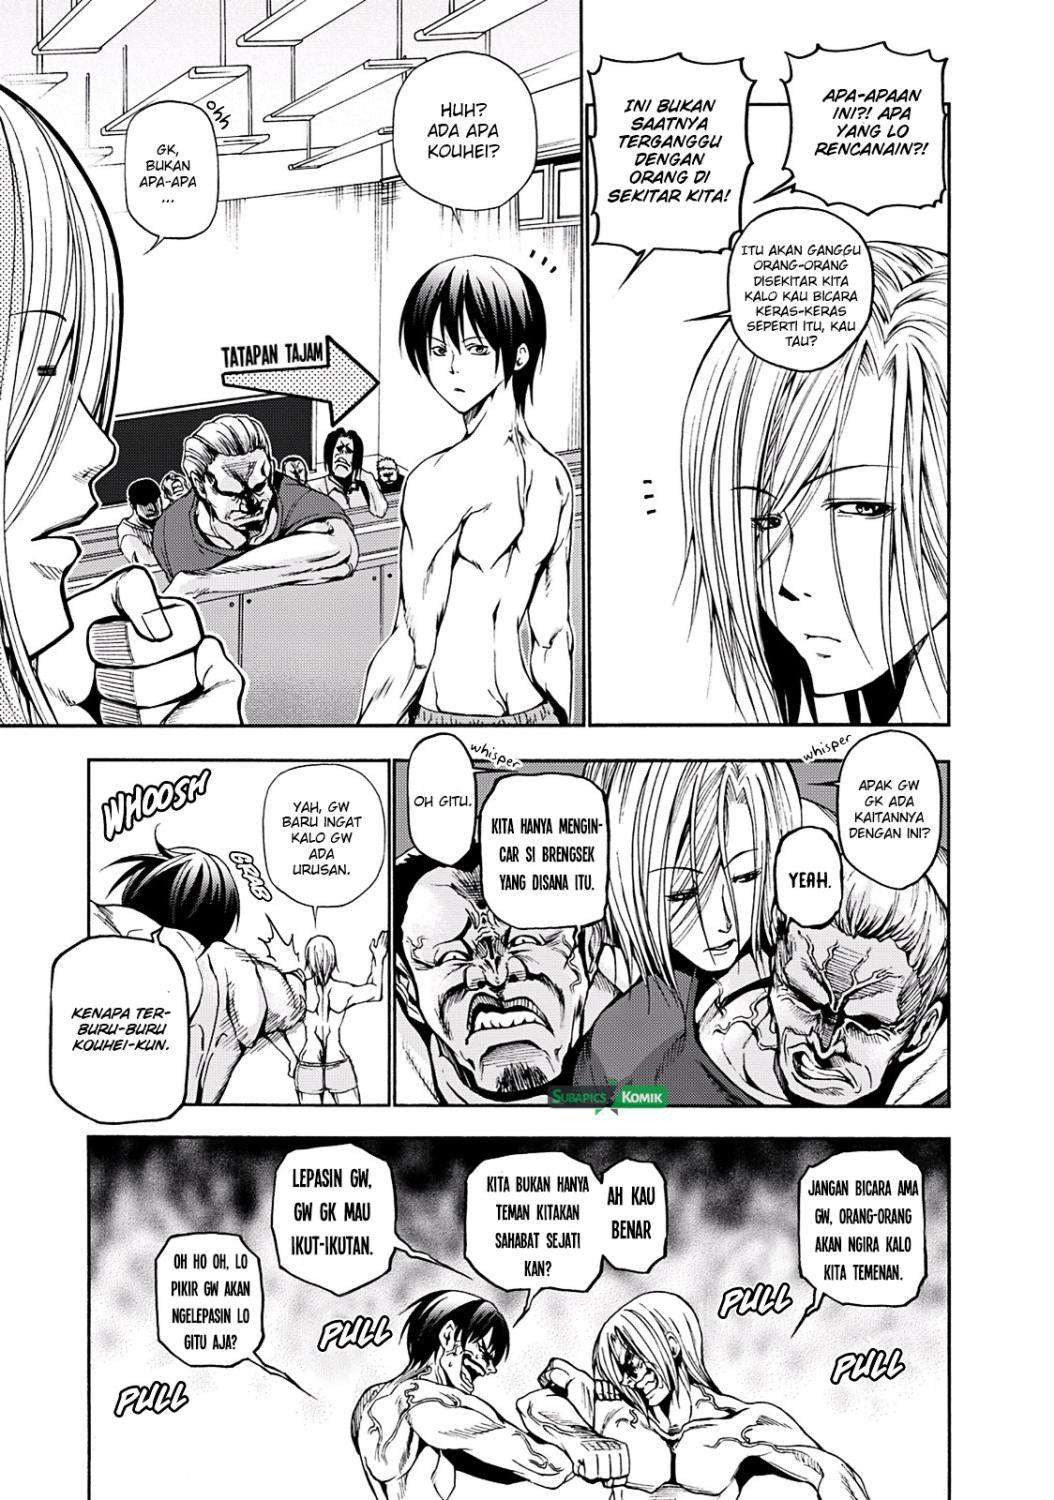 APA-APAAN
INI?! APA
YANG LO
RENCANAIN?!
INI BUKAN
SAATNYA
TERGANGGU
DENGAN
ORANG DI
SEKITAR KITA!
ITU AKAN GANGGU
ORANG-ORANG
DISEKITAR KITA
KALO KAU BICARA
KERAS-KERAS
SEPERTI ITU, KAU
TAU?
HUH?
ADA APA
KOUHEI?
GK,
BUKAN
APA-APA
...
TATAPAN TAJAM
whisper
APAK GW
GK ADA
KAITANNYA
DENGAN INI?
YEAH.
KITA HANYA MENGIN-
CAR SI BRENGSEK
YANG DISANA ITU.
whisper
OH GITU.
YAH, GW
BARU INGAT
KALO GW
ADA
URUSAN.
WHOOSH
GRAB
KENAPA TER-
BURU-BURU
KOUHEI-KUN.
SUBAPICS KOMIK
JANGAN BICARA AMA
GW, ORANG-ORANG
AKAN NGIRA KALO
KITA TEMENAN.
AH KAU
BENAR
KITA BUKAN HANYA
TEMAN KITAKAN
SAHABAT SEJATI
KAN?
LEPASIN GW,
GW GK MAU
IKUT-IKUTAN.
OH HO OH, LO
PIKIR GW AKAN
NGELEPASIN LO
GITU AJA?
PULL
PULL
PULL
PULL